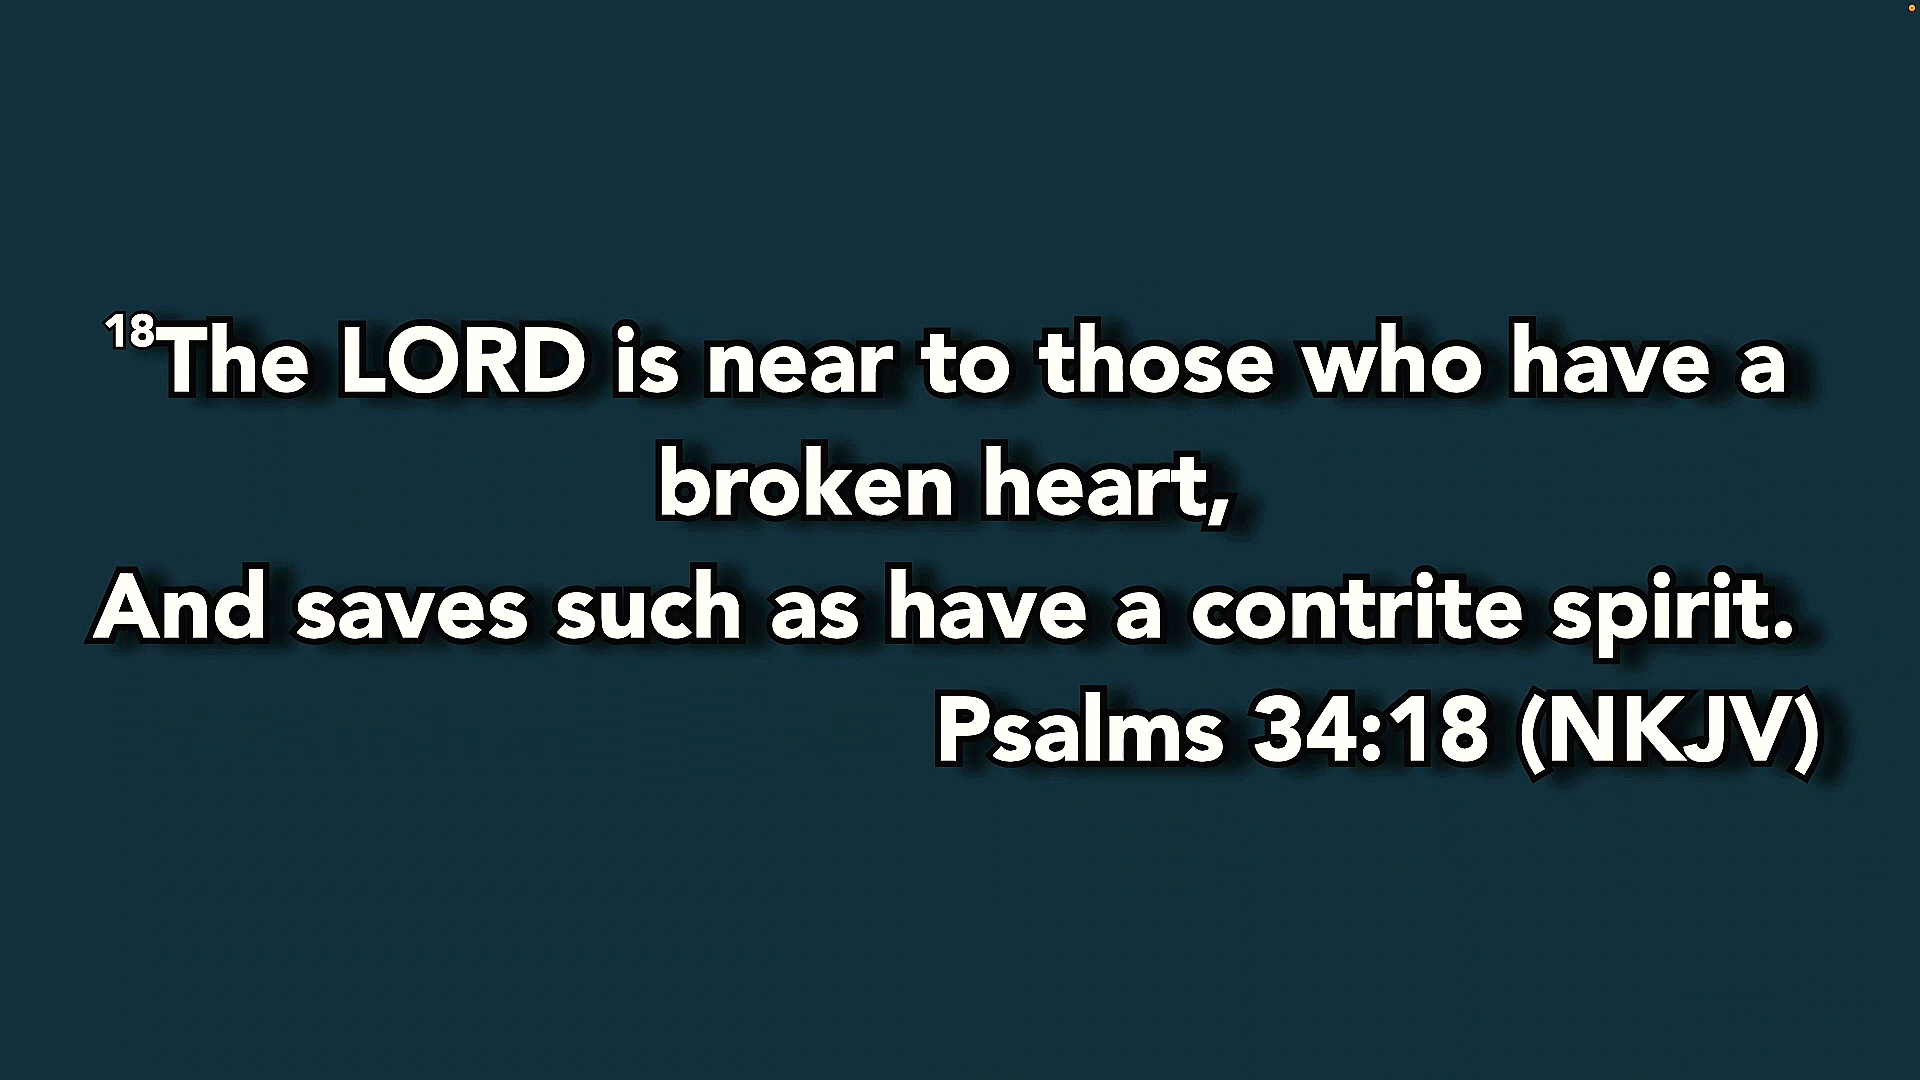 18The LORD is near to those who have a
broken heart,
And saves such as have a contrite spirit.
Psalms 34:18 (NKJV)